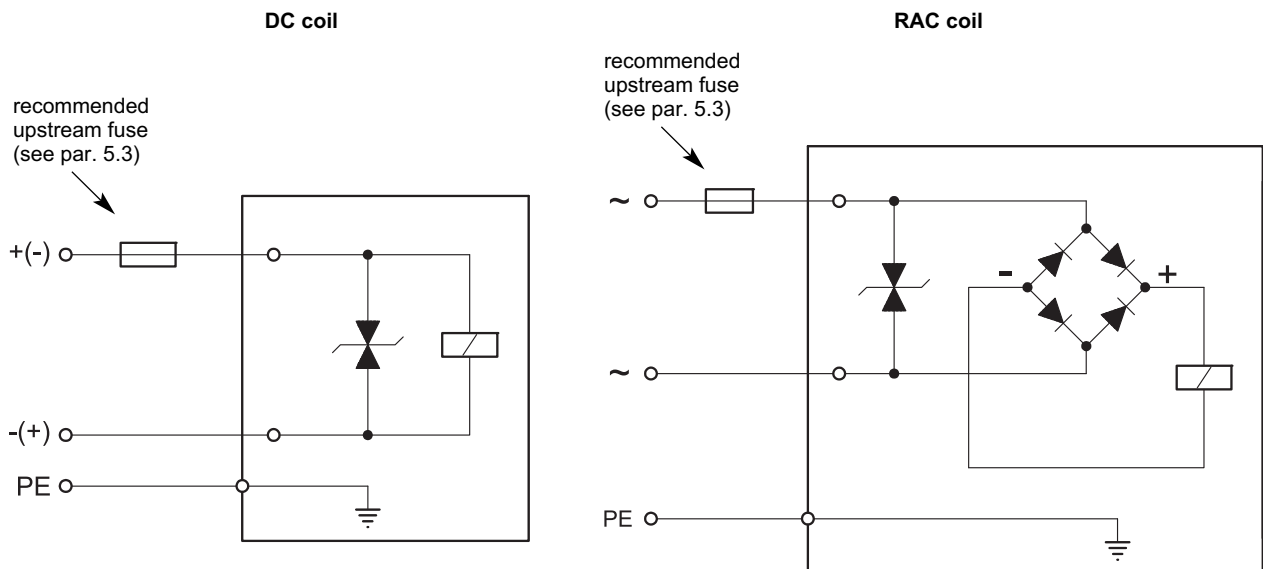 DC coil
recommended
upstream fuse
(see par. 5.3)
+(-)
-(+)
PE
RAC coil
recommended
upstream fuse
(see par. 5.3)
~
- +
~
PE